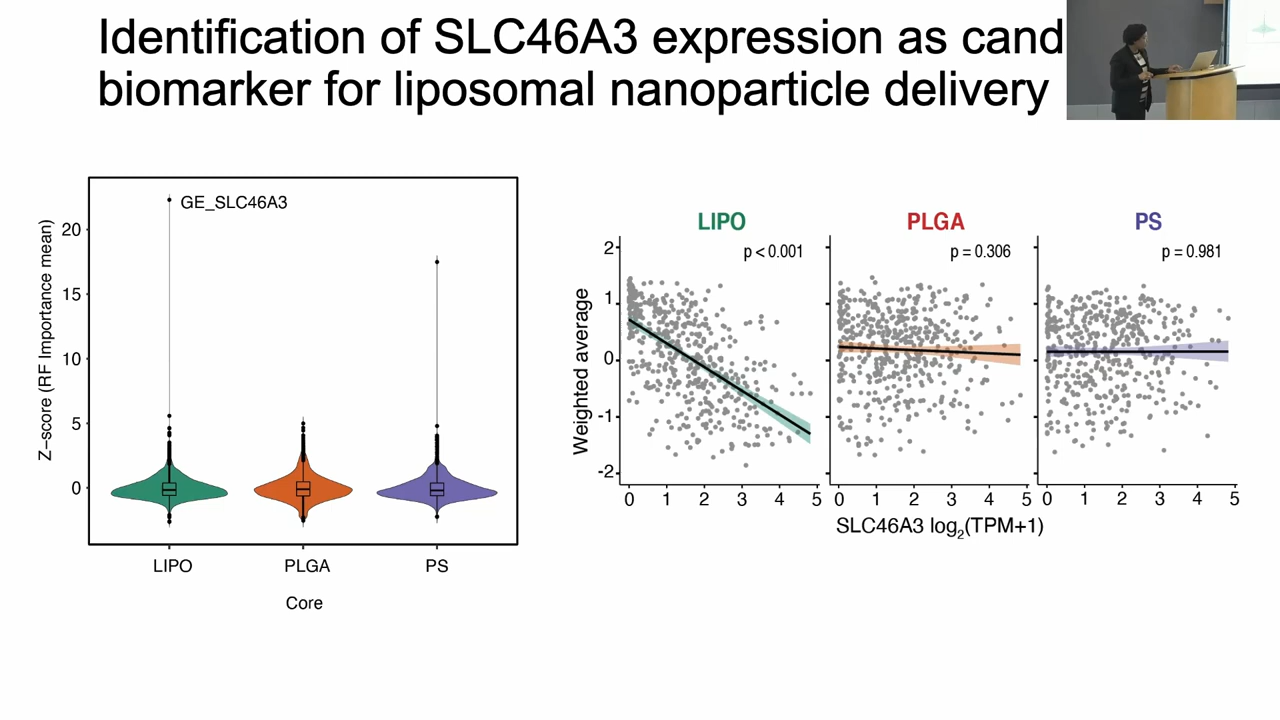 Identification of SLC46A3 expression as cand
biomarker for liposomal nanoparticle delivery
GE_SLC46A3
Z-score (RF Importance mean)
20
15
10
5
0
LIPO
PLGA
PS
Core
LIPO
PLGA
PS
p < 0.001
p = 0.306
p = 0.981
Weighted average
2
1
0
-1
-2
0 1 2 3 4 5
0 1 2 3 4 5
0 1 2 3 4 5
SLC46A3 log₂(TPM+1)